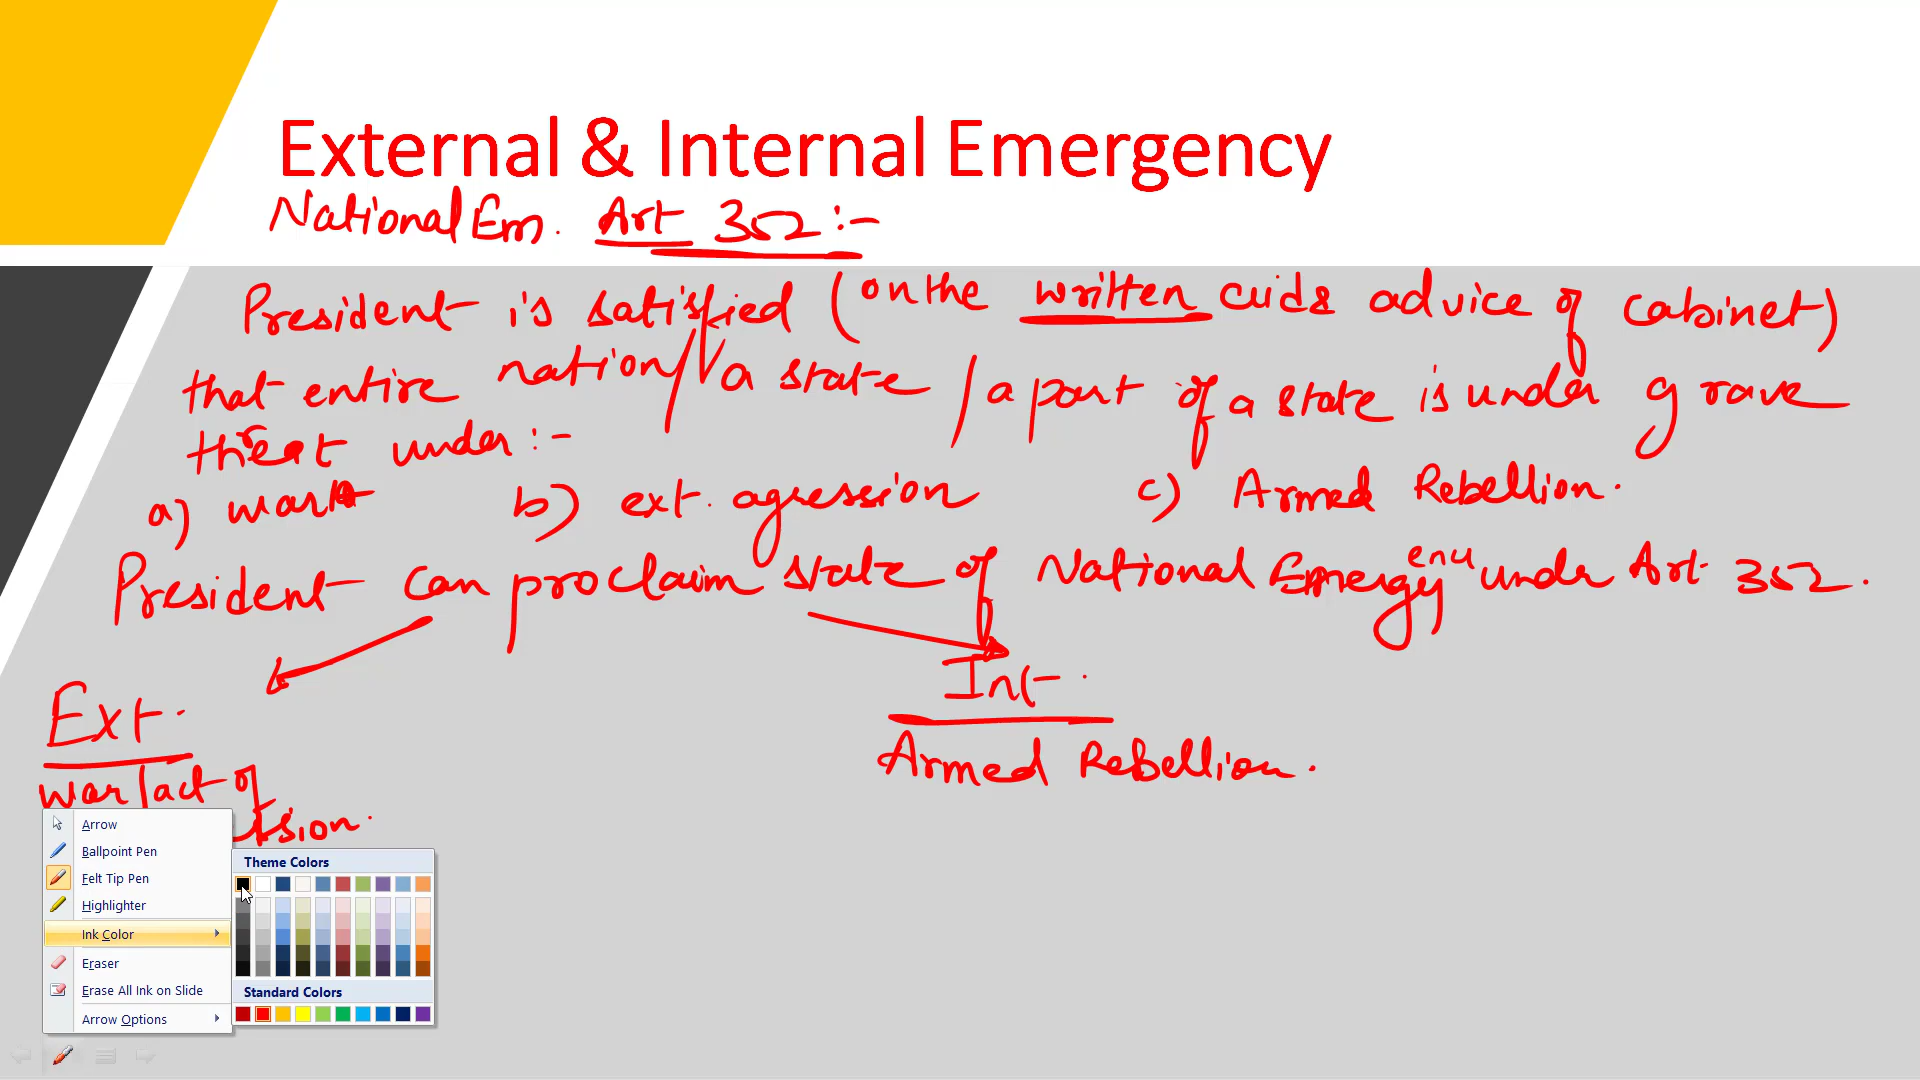 External & Internal Emergency
National Em. Art 352:-
President is satisfied (on the written advice of cabinet)
that entire nation / a state / a part of a state is under grave
threat under:-
a) war b) ext. agression c) Armed Rebellion.
President can proclaim state of National Emergency under Art 352.
Ext. Int.
war/act of Armed Rebellion.
ssion.
Arrow
Ballpoint Pen
Felt Tip Pen
Highlighter
Ink Color
Eraser
Erase All Ink on Slide
Arrow Options
Theme Colors
Standard Colors